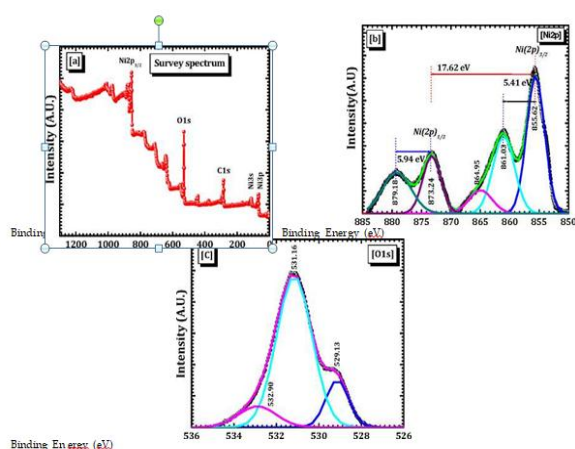 [a]
Survey spectrum
Ni2p3/2
O1s
C1s
Ni3s
Ni3p
Intensity(A.U.)
1200 1000 800 600 400 200 0
Binding Energy (eV)
[b]
[Ni2p]
Ni(2p)3/2
17.62 eV
5.41 eV
855.62
861.03
864.95
Ni(2p)1/2
5.94 eV
873.24
879.18
Intensity(A.U)
885 880 875 870 865 860 855 850
Binding Energy (eV)
[C]
[O1s]
531.16
529.13
532.90
Intensity (A.U.)
536 534 532 530 528 526
Binding Energy (eV)